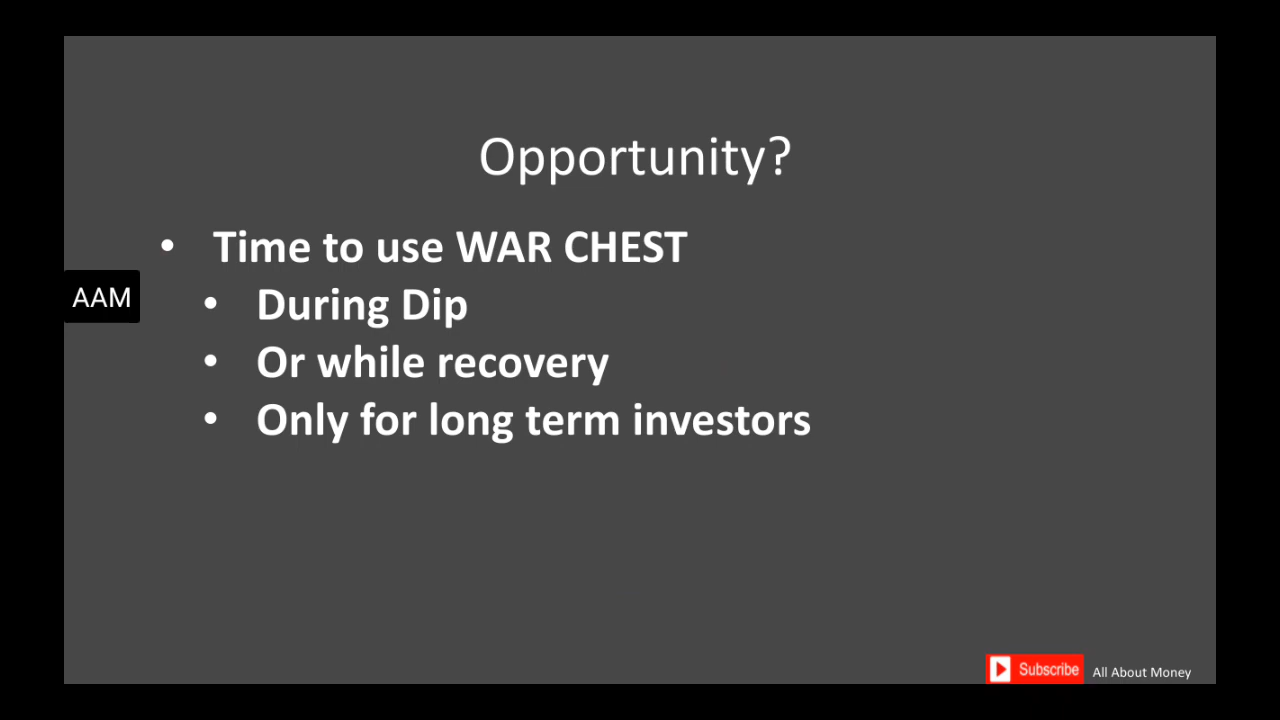 Opportunity?
• Time to use WAR CHEST
AAM
• During Dip
• Or while recovery
• Only for long term investors
Subscribe All About Money